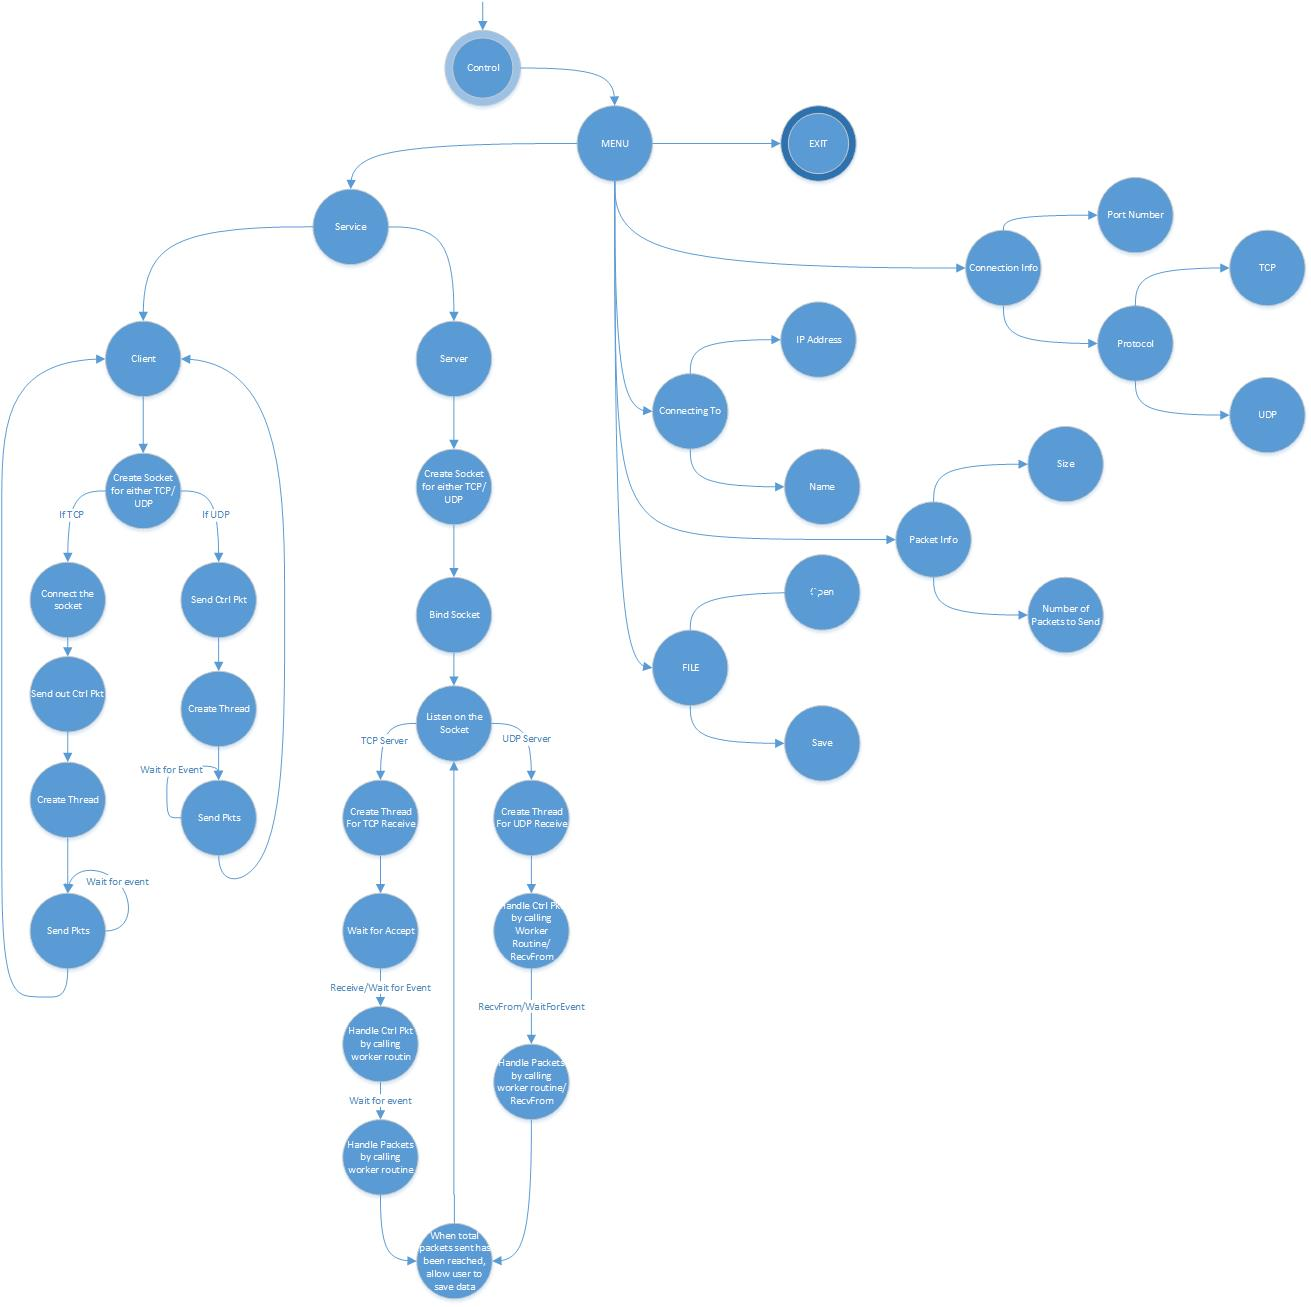 Control
MENU
EXIT
Service
Port Number
Connection Info
TCP
Protocol
UDP
IP Address
Connecting To
Name
Size
Packet Info
Number of
Packets to Send
Open
FILE
Save
Client
Create Socket
for either TCP/
UDP
If TCP
If UDP
Connect the
socket
Send Ctrl Pkt
Send out Ctrl Pkt
Create Thread
Create Thread
Wait for Event
Send Pkts
Wait for event
Send Pkts
Server
Create Socket
for either TCP/
UDP
Bind Socket
Listen on the
Socket
TCP Server
UDP Server
Create Thread
For TCP Receive
Create Thread
For UDP Receive
Wait for Accept
Handle Ctrl Pkt
by calling
Worker
Routine/
RecvFrom
Receive/Wait for Event
RecvFrom/WaitForEvent
Handle Ctrl Pkt
by calling
worker routin
Handle Packets
by calling
worker routine/
RecvFrom
Wait for event
Handle Packets
by calling
worker routine
When total
packets sent has
been reached,
allow user to
save data